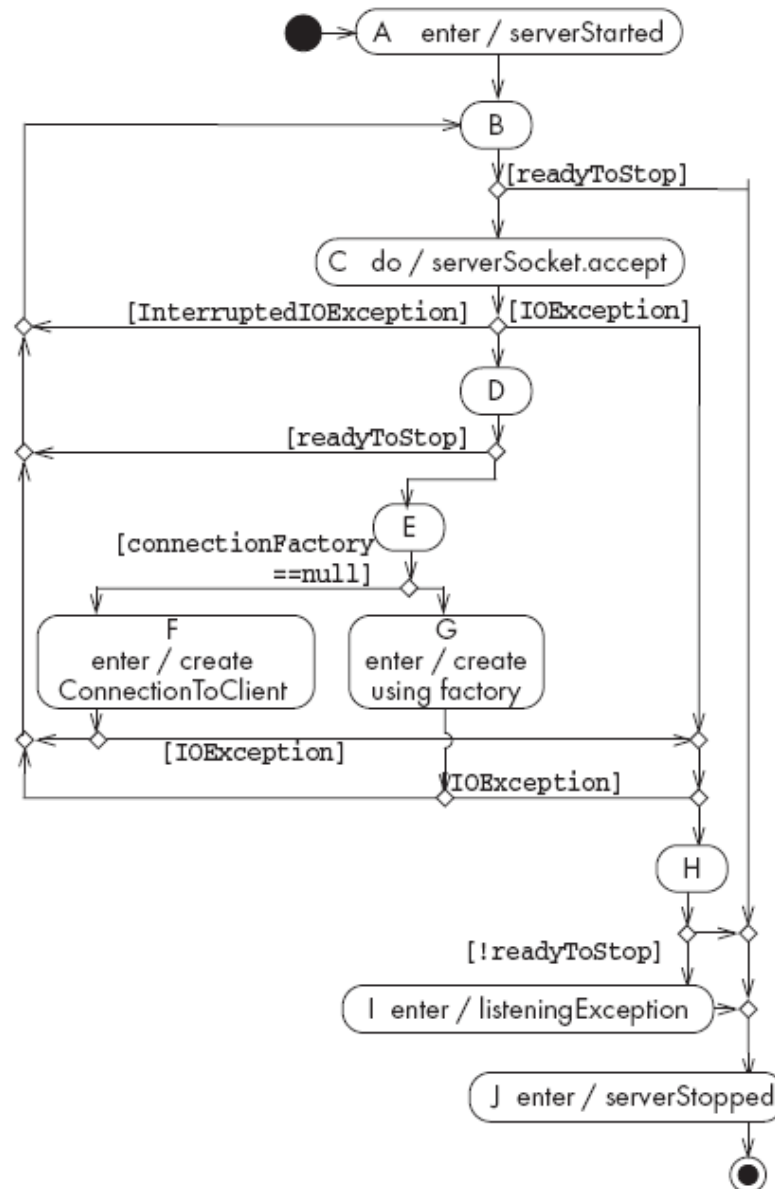 A enter / serverStarted
B
[readyToStop]
C do / serverSocket.accept
[InterruptedIOException] [IOException]
D
[readyToStop]
E
[connectionFactory
==null]
F
enter / create
ConnectionToClient
G
enter / create
using factory
[IOException]
IOException]
H
[!readyToStop]
I enter / listeningException
J enter / serverStopped